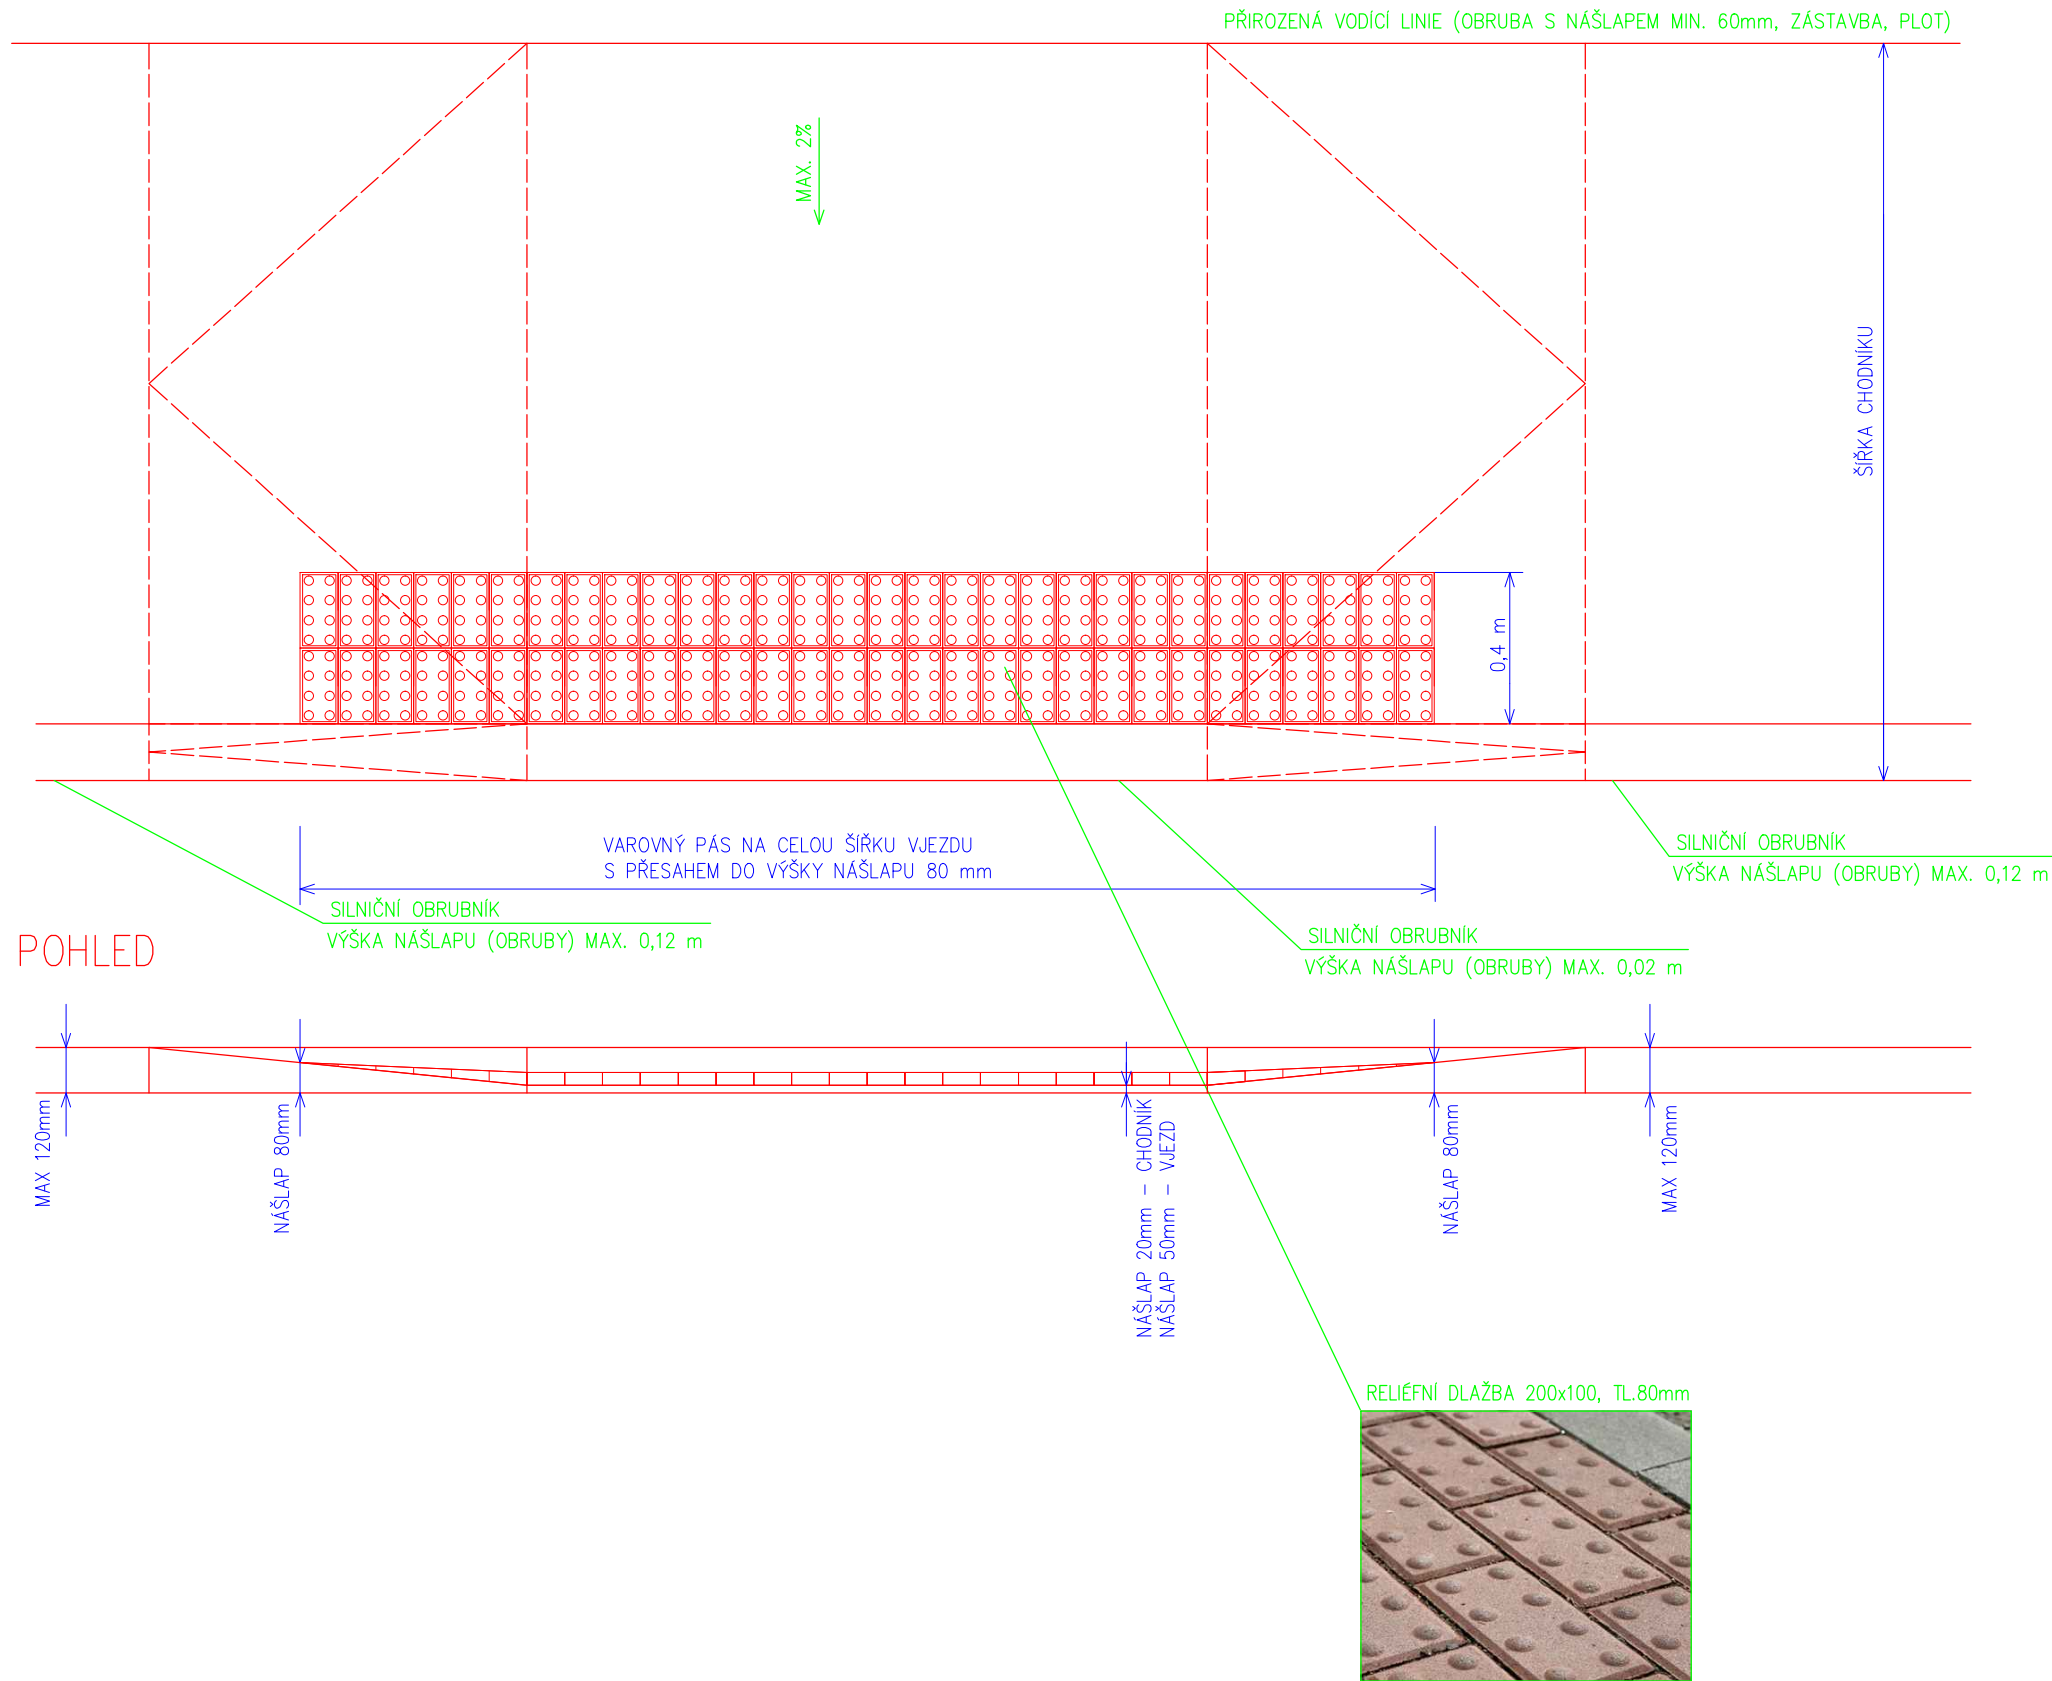 PŘIROZENÁ VODÍCÍ LINIE (OBRUBA S NÁŠLAPEM MIN. 60mm, ZÁSTAVBA, PLOT)
MAX. 2%
ŠÍŘKA CHODNÍKU
0,4 m
VAROVNÝ PÁS NA CELOU ŠÍŘKU VJEZDU
S PŘESAHEM DO VÝŠKY NÁŠLAPU 80 mm
SILNIČNÍ OBRUBNÍK
VÝŠKA NÁŠLAPU (OBRUBY) MAX. 0,12 m
SILNIČNÍ OBRUBNÍK
VÝŠKA NÁŠLAPU (OBRUBY) MAX. 0,12 m
SILNIČNÍ OBRUBNÍK
VÝŠKA NÁŠLAPU (OBRUBY) MAX. 0,02 m
POHLED
MAX 120mm
NÁŠLAP 80mm
NÁŠLAP 20mm – CHODNÍK
NÁŠLAP 50mm – VJEZD
NÁŠLAP 80mm
MAX 120mm
RELIÉFNÍ DLAŽBA 200x100, TL.80mm